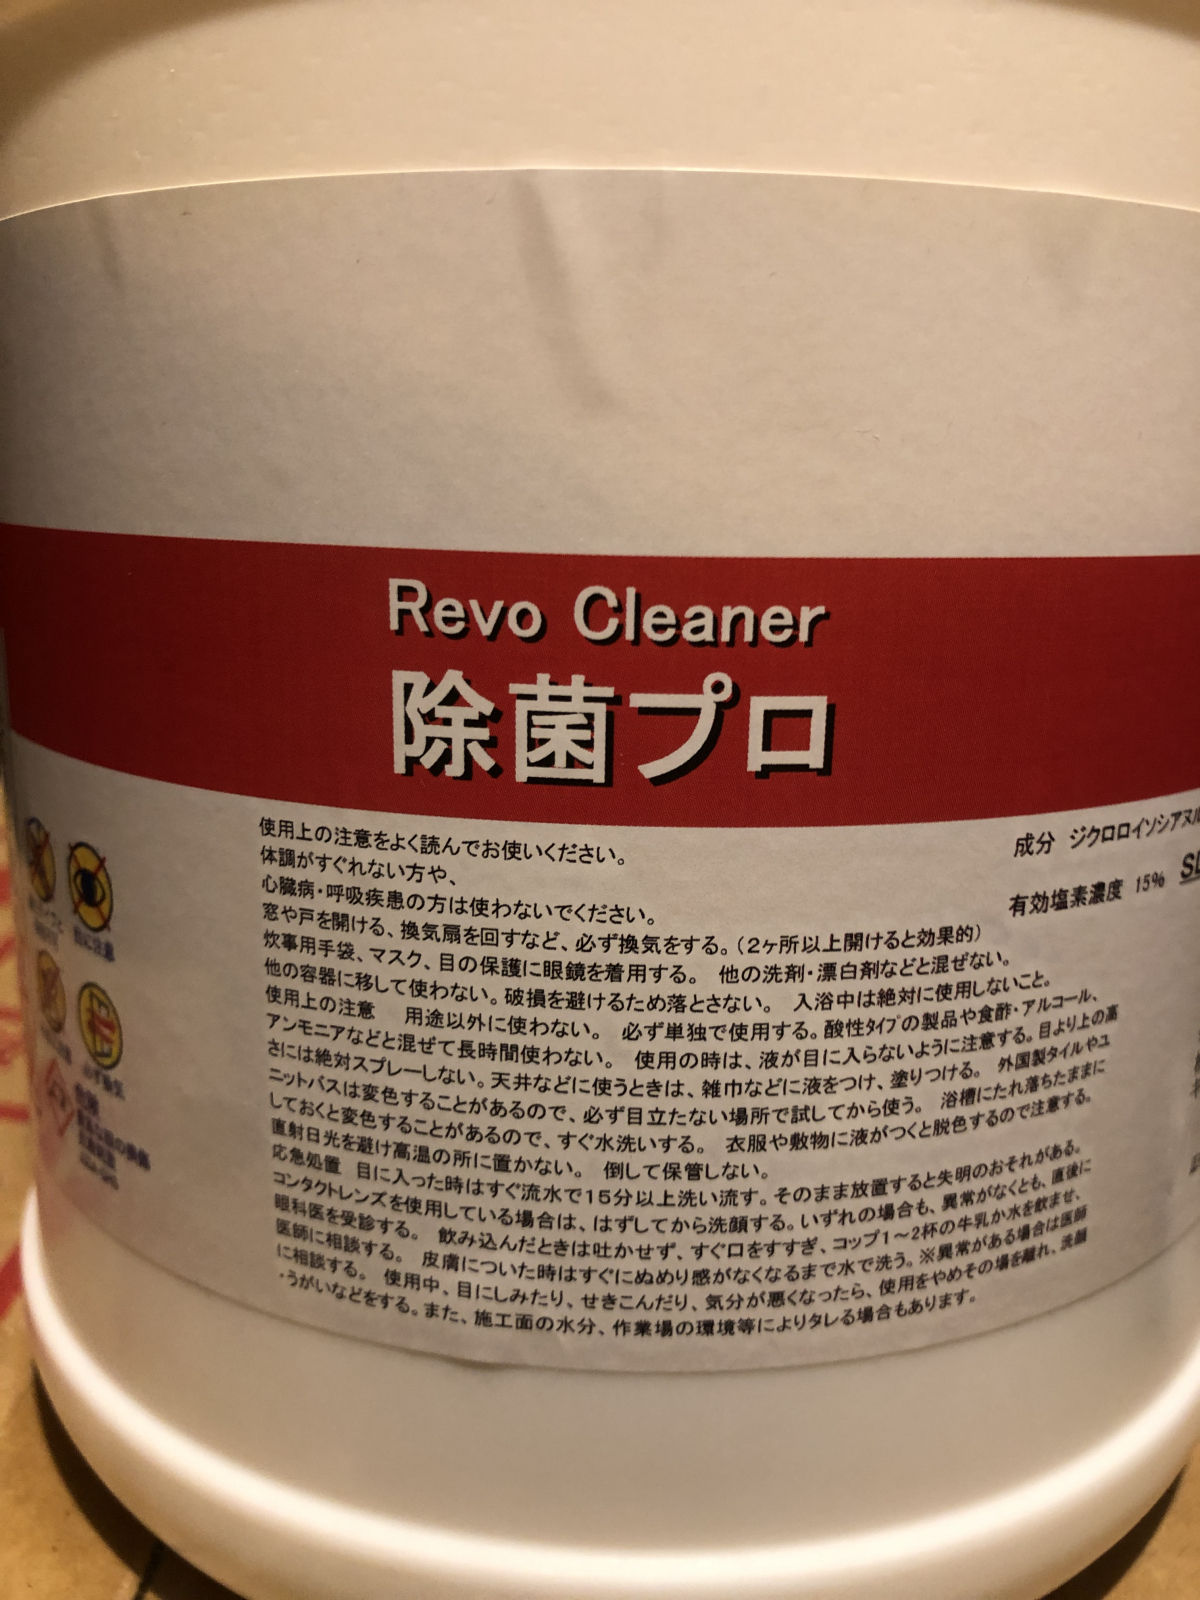 Revo Cleaner
除菌プロ
使用上の注意をよく読んでお使いください。
体調がすぐれない方や、
心臓病・呼吸疾患の方は使わないでください。
窓や戸を開ける、換気扇を回すなど、必ず換気をする。（２ヶ所以上開けると効果的）
炊事用手袋、マスク、目の保護に眼鏡を着用する。 他の洗剤・漂白剤などと混ぜない。
他の容器に移して使わない。破損を避けるため落とさない。 入浴中は絶対に使用しないこと。
使用上の注意 用途以外に使わない。 必ず単独で使用する。酸性ﾀｲﾌﾟの製品や食酢・アルコール、
アンモニアなどと混ぜて長時間使わない。 使用の時は、液が目に入らないように注意する。目より上の高
さには絶対スプレーしない。天井などに使うときは、雑巾などに液をつけ、塗りつける。 外国製タイルやユ
ニットバスは変色することがあるので、必ず目立たない場所で試してから使う。 浴槽にたれ落ちたままに
しておくと変色することがあるので、すぐ水洗いする。 衣服や敷物に液がつくと脱色するので注意する。
直射日光を避け高温の所に置かない。 倒して保管しない。
応急処置 目に入った時はすぐ流水で１５分以上洗い流す。そのまま放置すると失明のおそれがある。
コンタクトレンズを使用している場合は、はずしてから洗顔する。いずれの場合も、異常がなくとも、直後に
眼科医を受診する。 飲み込んだときは吐かせず、すぐ口をすすぎ、コップ１～２杯の牛乳か水を飲ませ、
医師に相談する。 皮膚についた時はすぐにぬめり感がなくなるまで水で洗う。※異常がある場合は医師
に相談する。 使用中、目にしみたり、せきこんだり、気分が悪くなったら、使用をやめその場を離れ、洗顔
・うがいなどをする。また、施工面の水分、作業場の環境等によりタレる場合もあります。
成分 ジクロロイソシアヌル
有効塩素濃度 15%
目に注意
必ず換気
危険